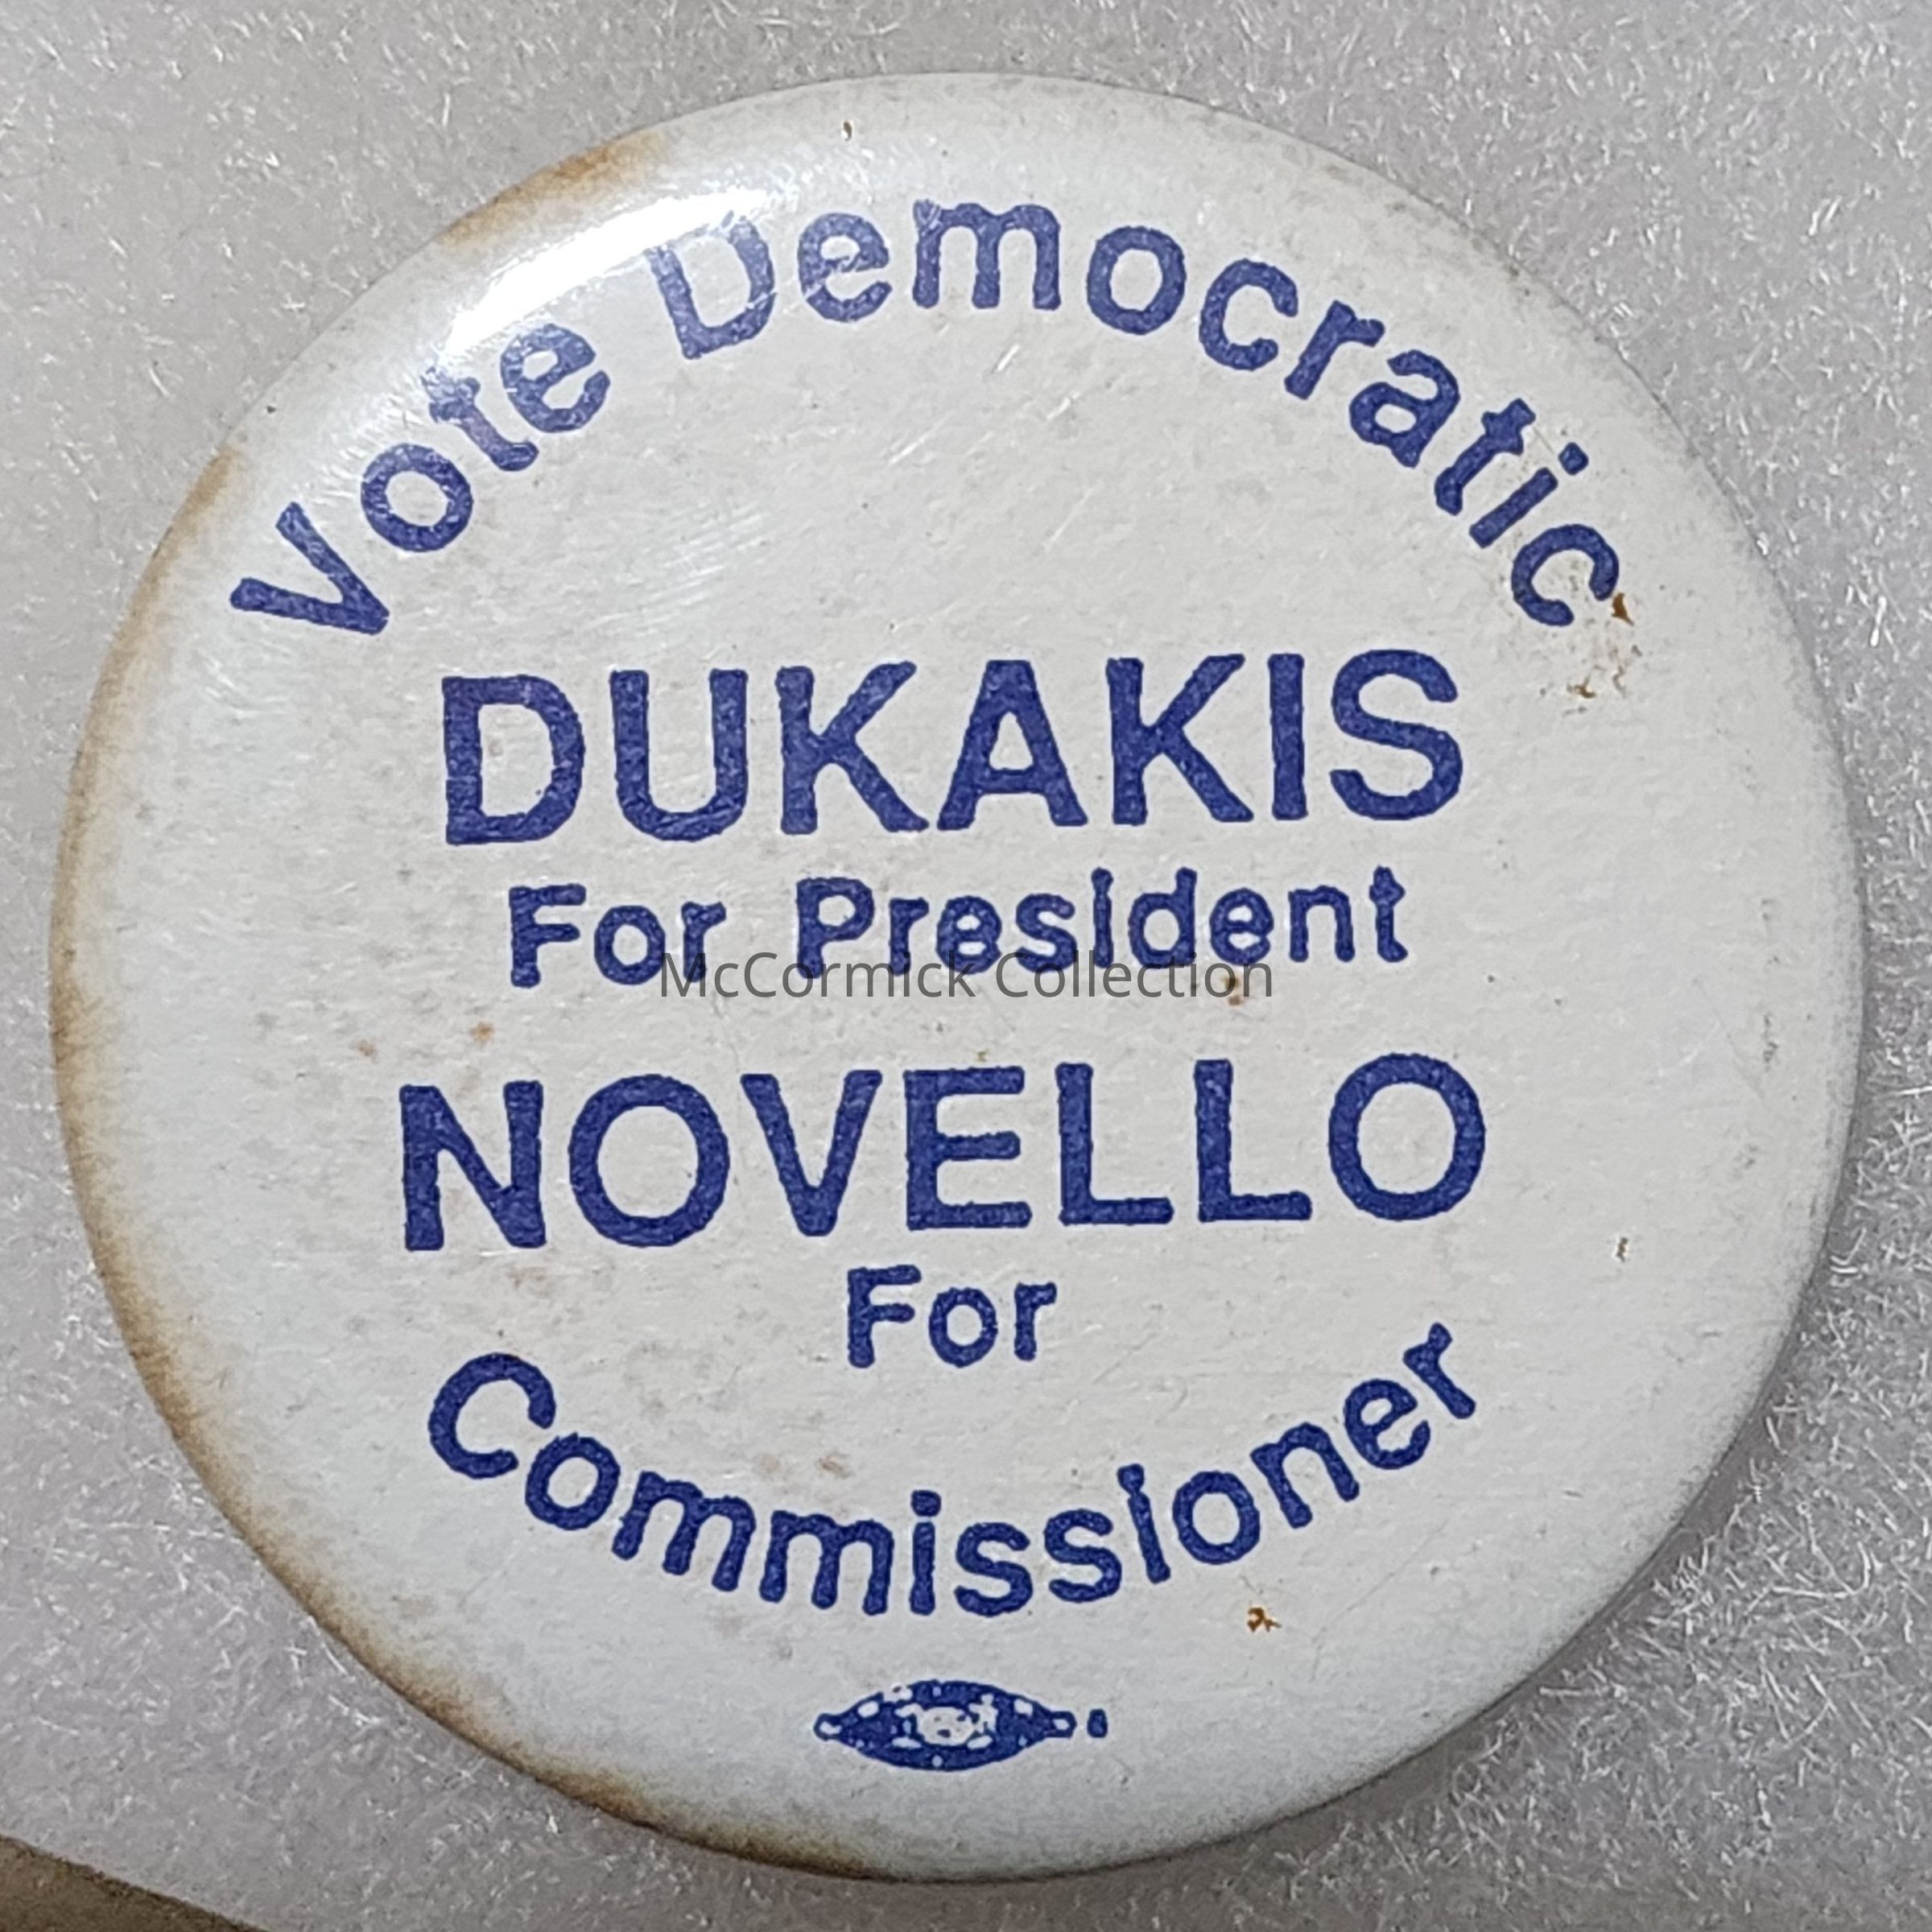 Vote Democratic
DUKAKIS
For President
McCormick Collection
NOVELLO
For
Commissioner